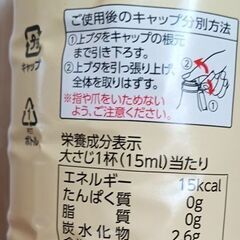 ご使用後のキャップ分別方法
①上ブタをキャップの根元
まで引き下ろす。
②上ブタを引っ張り上げ、
全体を取りはずす。
※指や爪をいためない
よう、ご注意ください。
プラ
キャップ
PET
ボトル
栄養成分表示
大さじ1杯(15ml)当たり
エネルギー 15kcal
たんぱく質 0g
脂質 0g
炭水化物 2.6g